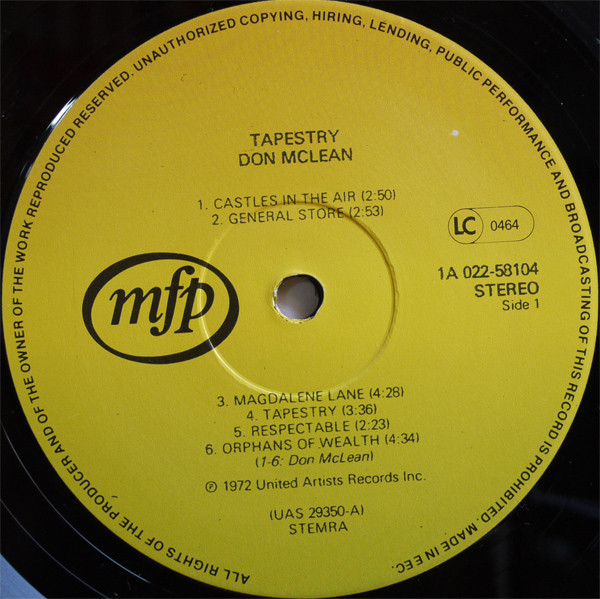 ALL RIGHTS OF THE PRODUCER AND OF THE OWNER OF THE WORK REPRODUCED RESERVED. UNAUTHORIZED COPYING, HIRING, LENDING, PUBLIC PERFORMANCE AND BROADCASTING OF THIS RECORD IS PROHIBITED. MADE IN EEC.
TAPESTRY
DON MCLEAN
1. CASTLES IN THE AIR (2:50)
2. GENERAL STORE (2:53)
LC 0464
mfp
1A 022-58104
STEREO
Side 1
3. MAGDALENE LANE (4:28)
4. TAPESTRY (3:36)
5. RESPECTABLE (2:23)
6. ORPHANS OF WEALTH (4:34)
(1-6: Don McLean)
℗ 1972 United Artists Records Inc.
(UAS 29350-A)
STEMRA